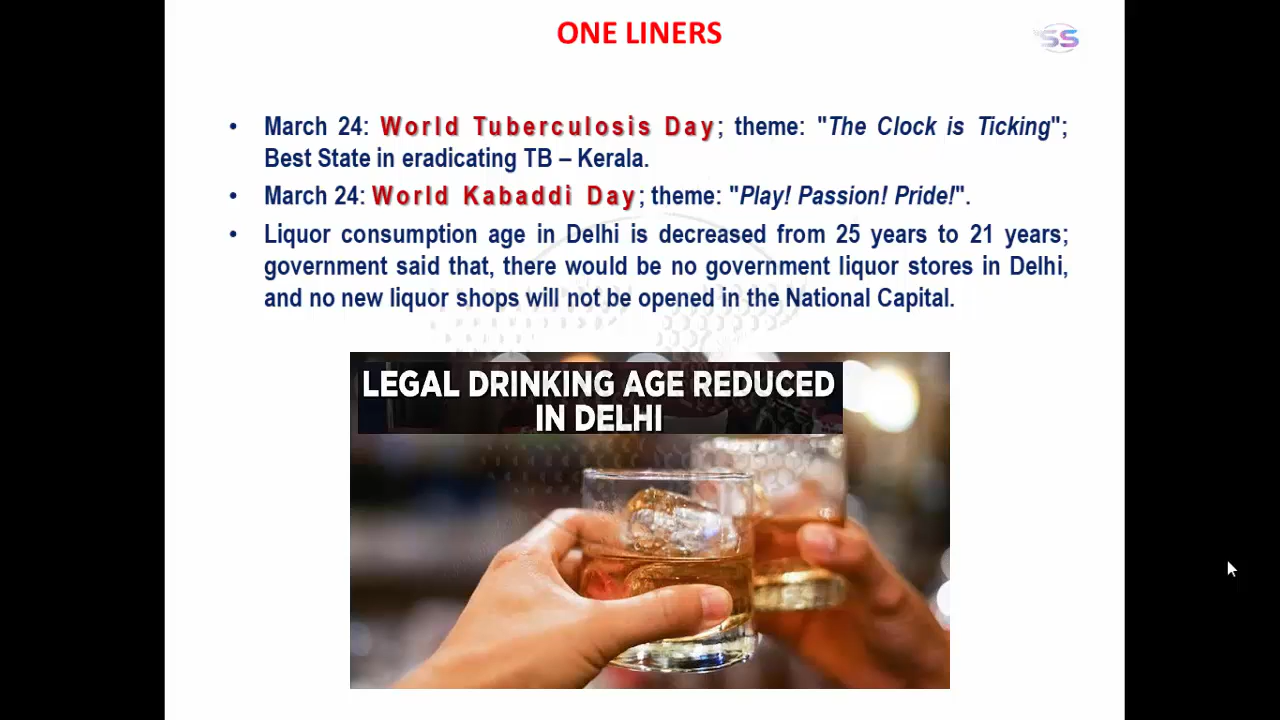 ONE LINERS
SS
• March 24: World Tuberculosis Day; theme: "The Clock is Ticking";
Best State in eradicating TB – Kerala.
• March 24: World Kabaddi Day; theme: "Play! Passion! Pride!".
• Liquor consumption age in Delhi is decreased from 25 years to 21 years;
government said that, there would be no government liquor stores in Delhi,
and no new liquor shops will not be opened in the National Capital.
LEGAL DRINKING AGE REDUCED
IN DELHI